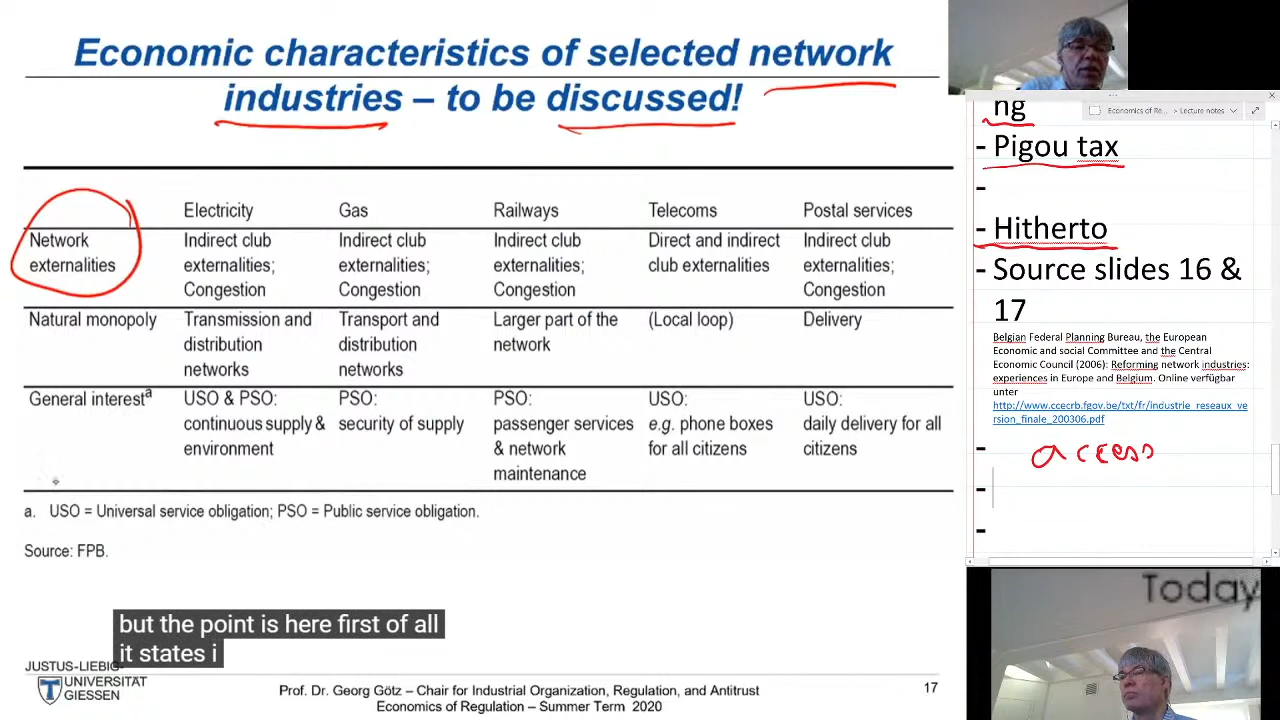 Economic characteristics of selected network
industries – to be discussed!
Electricity Gas Railways Telecoms Postal services
Network Indirect club Indirect club Indirect club Direct and indirect Indirect club
externalities externalities; externalities; externalities; club externalities externalities;
Congestion Congestion Congestion Congestion
Natural monopoly Transmission and Transport and Larger part of the (Local loop) Delivery
distribution distribution network
networks networks
General interestᵃ USO & PSO: PSO: PSO: USO: USO:
continuous supply & security of supply passenger services e.g. phone boxes daily delivery for all
environment & network for all citizens citizens
maintenance
a. USO = Universal service obligation; PSO = Public service obligation.
Source: FPB.
but the point is here first of all
it states i
JUSTUS-LIEBIG-
UNIVERSITÄT
GIESSEN
Prof. Dr. Georg Götz – Chair for Industrial Organization, Regulation, and Antitrust
Economics of Regulation – Summer Term 2020
17
Economics of Re... > Lecture notes
ng
- Pigou tax
-
- Hitherto
- Source slides 16 &
17
Belgian Federal Planning Bureau, the European
Economic and social Committee and the Central
Economic Council (2006): Reforming network industries:
experiences in Europe and Belgium. Online verfügbar
unter
http://www.ccecrb.fgov.be/txt/fr/industrie_reseaux_ve
rsion_finale_200306.pdf
- access
-
-
Today